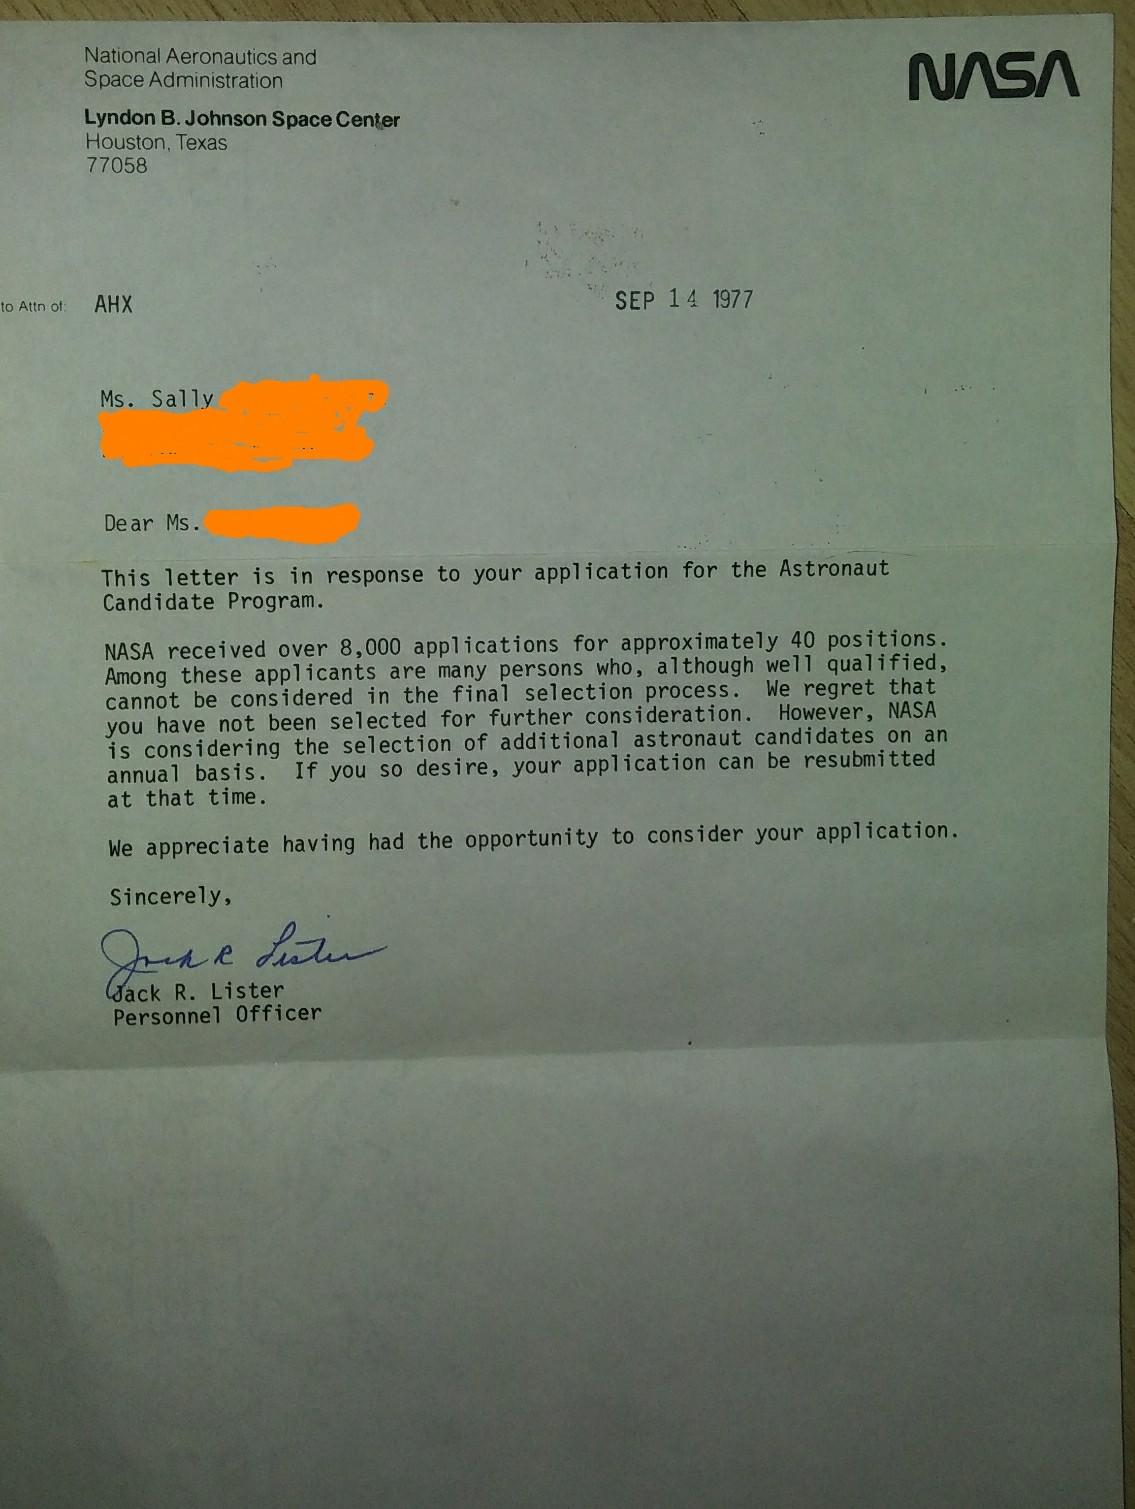 National Aeronautics and
Space Administration
NASA
Lyndon B. Johnson Space Center
Houston, Texas
77058
to Attn of: AHX
SEP 14 1977
Ms. Sally
Dear Ms.
This letter is in response to your application for the Astronaut
Candidate Program.
NASA received over 8,000 applications for approximately 40 positions.
Among these applicants are many persons who, although well qualified,
cannot be considered in the final selection process. We regret that
you have not been selected for further consideration. However, NASA
is considering the selection of additional astronaut candidates on an
annual basis. If you so desire, your application can be resubmitted
at that time.
We appreciate having had the opportunity to consider your application.
Sincerely,
Jack R Lister
Jack R. Lister
Personnel Officer